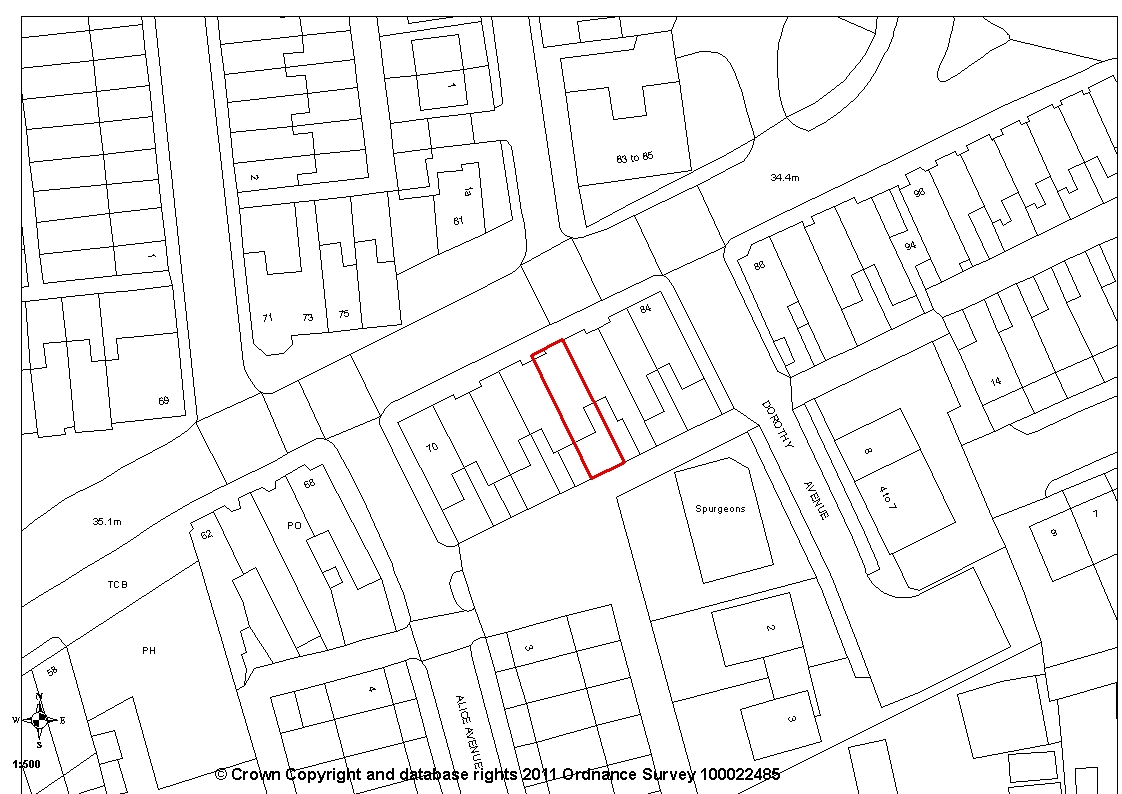 1
83 to 85
34.4m
2
1a
61
98
94
1
88
71
73
75
84
14
69
70
DOROTHY
AVENUE
8
4 to 7
68
PO
62
35.1m
Spurgeons
7
9
TCB
PH
58
3
2
4
3
ALICE AVENUE
N
W E
S
1:500
© Crown Copyright and database rights 2011 Ordnance Survey 100022485